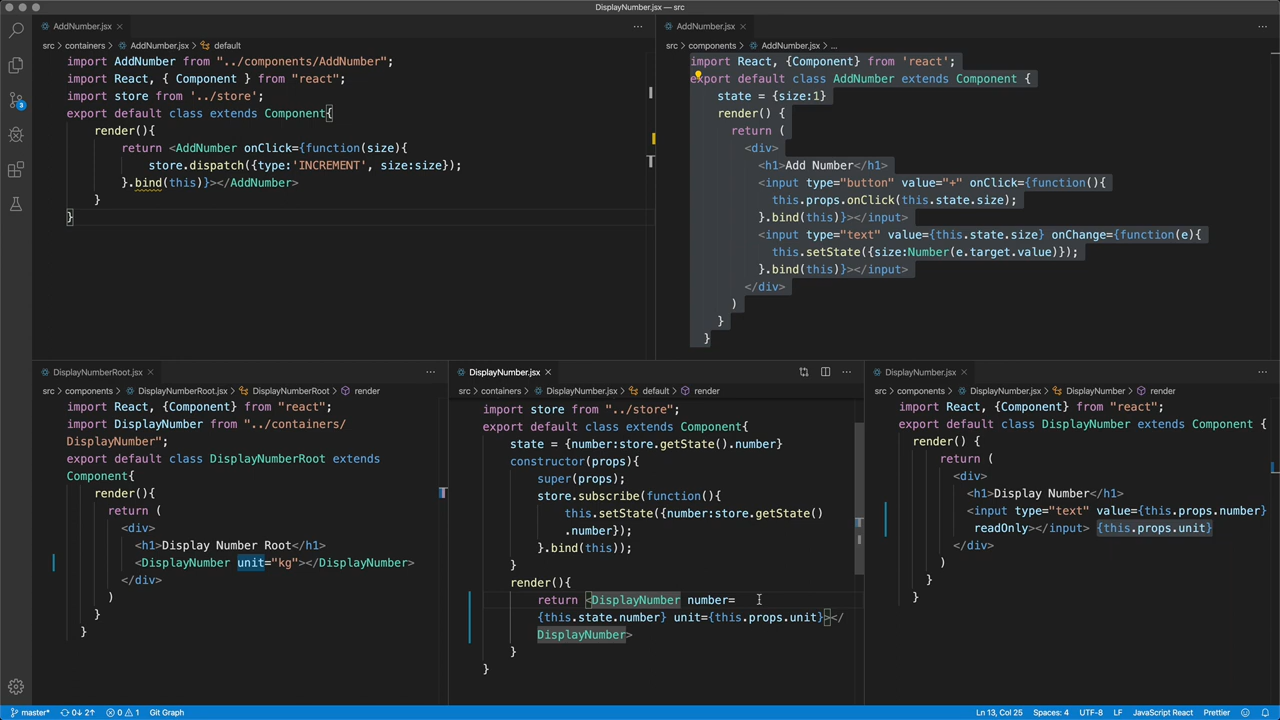 DisplayNumber.jsx — src
AddNumber.jsx ×
src > containers > AddNumber.jsx > default
import AddNumber from "../components/AddNumber";
import React, { Component } from "react";
import store from '../store';
export default class extends Component{
render(){
return <AddNumber onClick={function(size){
store.dispatch({type:'INCREMENT', size:size});
}.bind(this)}></AddNumber>
}
}
AddNumber.jsx ×
src > components > AddNumber.jsx > ...
import React, {Component} from 'react';
export default class AddNumber extends Component {
state = {size:1}
render() {
return (
<div>
<h1>Add Number</h1>
<input type="button" value="+" onClick={function(){
this.props.onClick(this.state.size);
}.bind(this)}></input>
<input type="text" value={this.state.size} onChange={function(e){
this.setState({size:Number(e.target.value)});
}.bind(this)}></input>
</div>
)
}
}
DisplayNumberRoot.jsx ×
src > components > DisplayNumberRoot.jsx > DisplayNumberRoot > render
import React, {Component} from "react";
import DisplayNumber from "../containers/
DisplayNumber";
export default class DisplayNumberRoot extends
Component{
render(){
return (
<div>
<h1>Display Number Root</h1>
<DisplayNumber unit="kg"></DisplayNumber>
</div>
)
}
}
DisplayNumber.jsx ×
src > containers > DisplayNumber.jsx > default > render
import store from "../store";
export default class extends Component{
state = {number:store.getState().number}
constructor(props){
super(props);
store.subscribe(function(){
this.setState({number:store.getState()
.number});
}.bind(this));
}
render(){
return <DisplayNumber number=
{this.state.number} unit={this.props.unit}></
DisplayNumber>
}
}
DisplayNumber.jsx ×
src > components > DisplayNumber.jsx > DisplayNumber > render
import React, {Component} from "react";
export default class DisplayNumber extends Component {
render() {
return (
<div>
<h1>Display Number</h1>
<input type="text" value={this.props.number}
readOnly></input> {this.props.unit}
</div>
)
}
}
3
master* 0↓ 2↑ 0 1 Git Graph
Ln 13, Col 25 Spaces: 4 UTF-8 LF JavaScript React Prettier